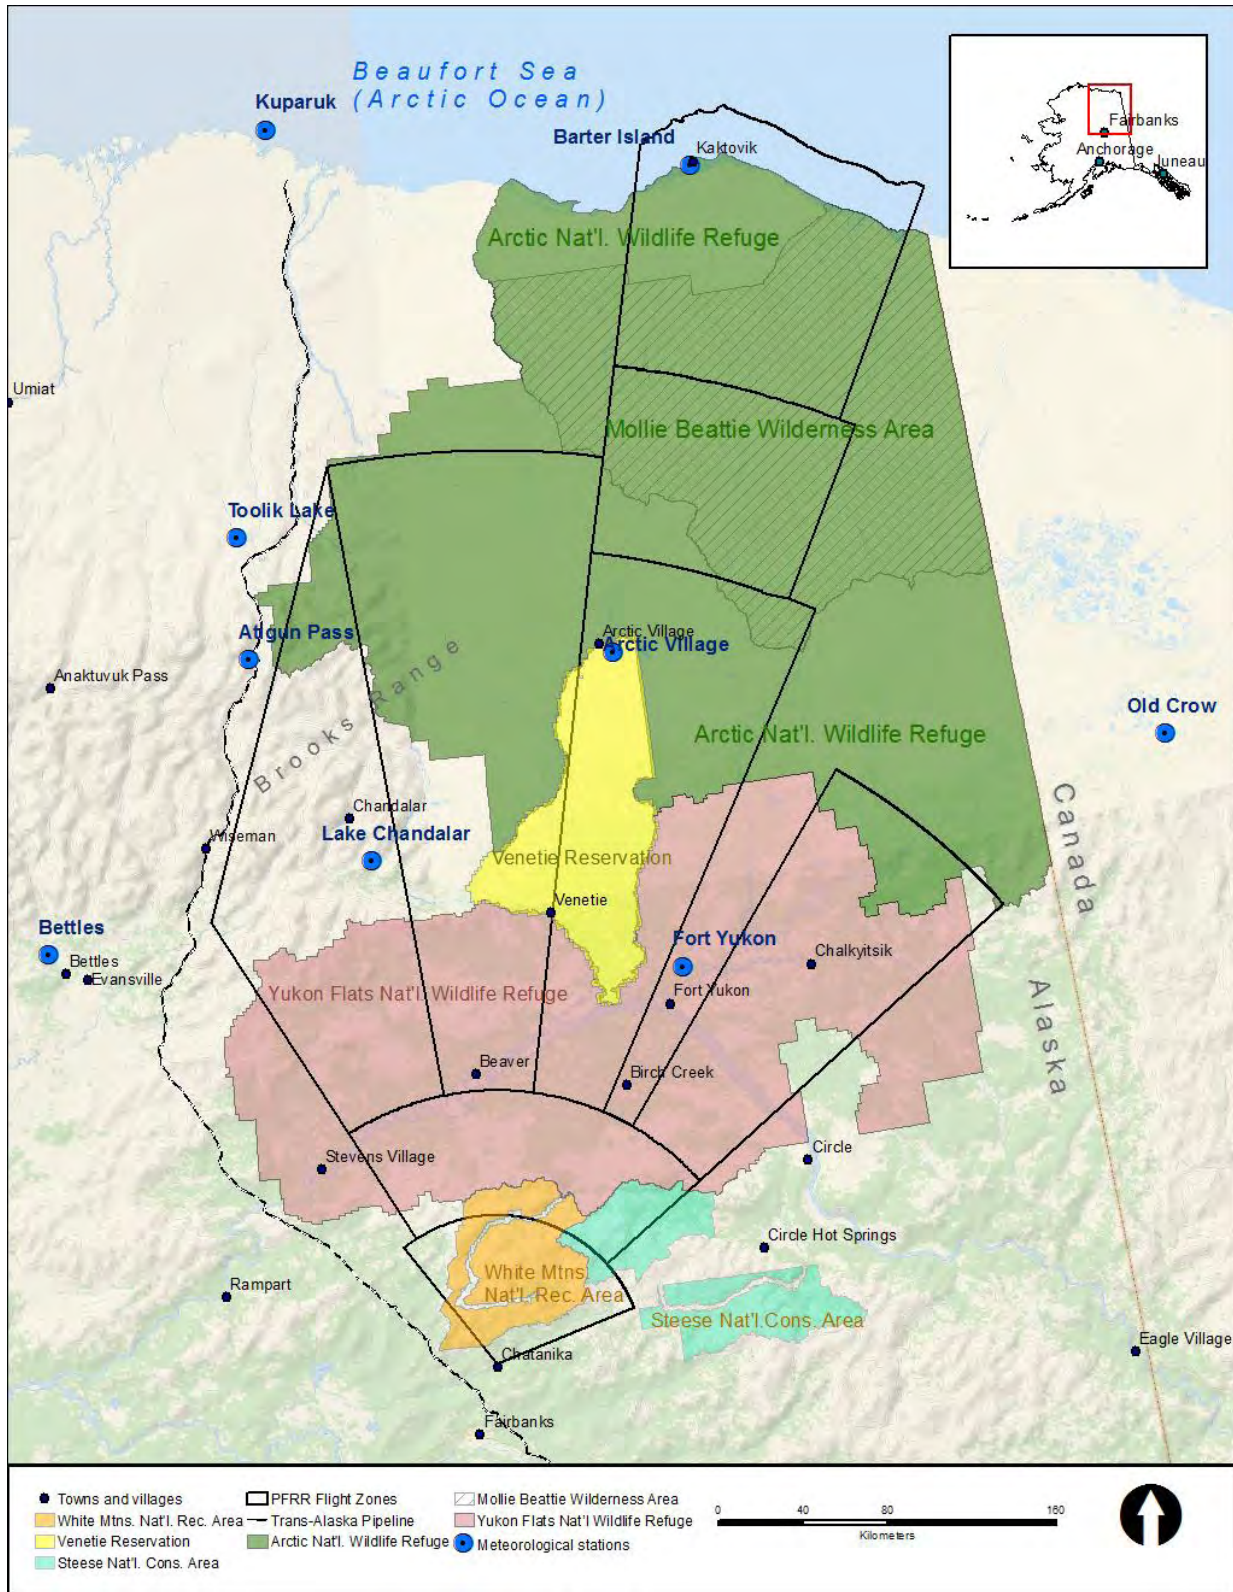 Beaufort Sea
(Arctic Ocean)
Kuparuk
Barter Island
Kaktovik
Fairbanks
Anchorage
Juneau
Arctic Nat'l. Wildlife Refuge
Umiat
Mollie Beattie Wilderness Area
Toolik Lake
Atigun Pass
Arctic Village
Arctic Village
Anaktuvuk Pass
Brooks Range
Old Crow
Arctic Nat'l. Wildlife Refuge
Canada
Chandalar
Wiseman
Lake Chandalar
Venetie Reservation
Venetie
Bettles
Bettles
Evansville
Fort Yukon
Chalkyitsik
Yukon Flats Nat'l. Wildlife Refuge
Fort Yukon
Alaska
Beaver
Birch Creek
Stevens Village
Circle
Circle Hot Springs
White Mtns.
Nat'l. Rec. Area
Rampart
Steese Nat'l.Cons. Area
Eagle Village
Chatanika
Fairbanks
Towns and villages
PFRR Flight Zones
Mollie Beattie Wilderness Area
White Mtns. Nat'l. Rec. Area
Trans-Alaska Pipeline
Yukon Flats Nat'l Wildlife Refuge
Venetie Reservation
Arctic Nat'l. Wildlife Refuge
Meteorological stations
Steese Nat'l. Cons. Area
0 40 80 160
Kilometers